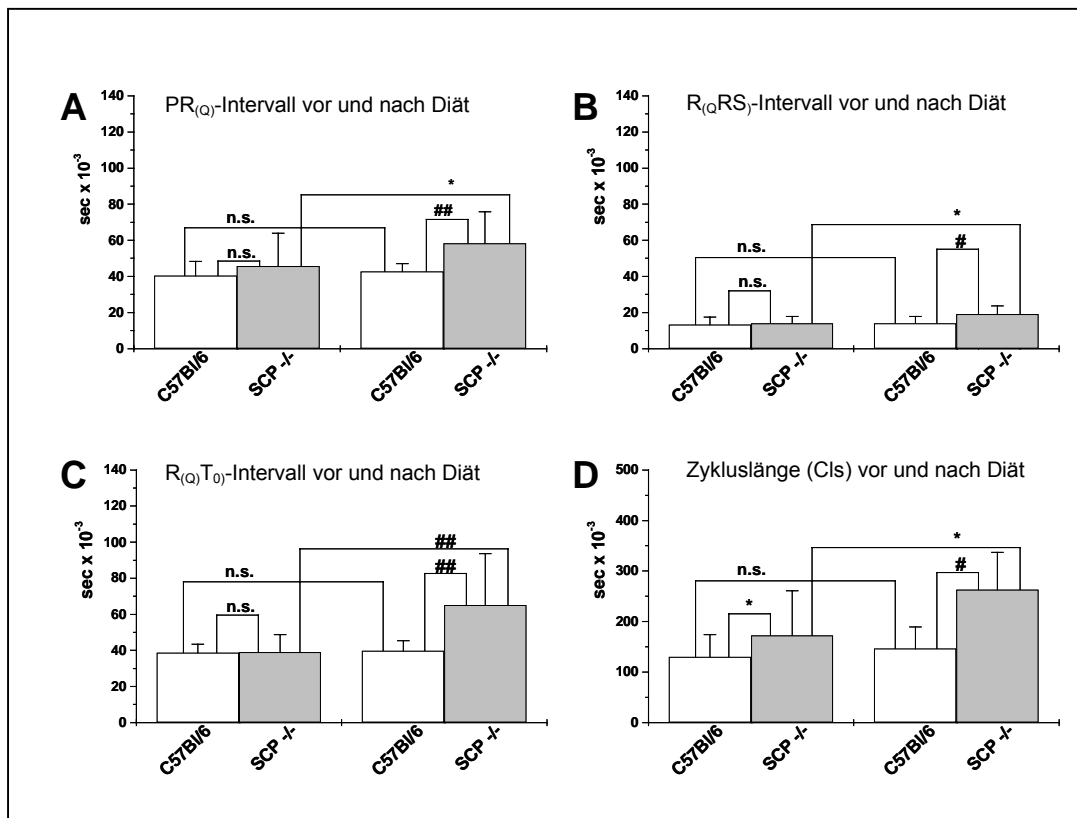 A PR(Q)-Intervall vor und nach Diät
sec x 10-3
140
120
100
80
60
40
20
0
n.s.
n.s.
*
##
C57Bl/6
SCP -/-
C57Bl/6
SCP -/-
B R(QRS)-Intervall vor und nach Diät
sec x 10-3
140
120
100
80
60
40
20
0
n.s.
n.s.
*
#
C57Bl/6
SCP -/-
C57Bl/6
SCP -/-
C R(Q)T0)-Intervall vor und nach Diät
sec x 10-3
140
120
100
80
60
40
20
0
n.s.
n.s.
##
##
C57Bl/6
SCP -/-
C57Bl/6
SCP -/-
D Zykluslänge (Cls) vor und nach Diät
sec x 10-3
500
400
300
250
200
150
100
50
0
n.s.
*
*
#
C57Bl/6
SCP -/-
C57Bl/6
SCP -/-